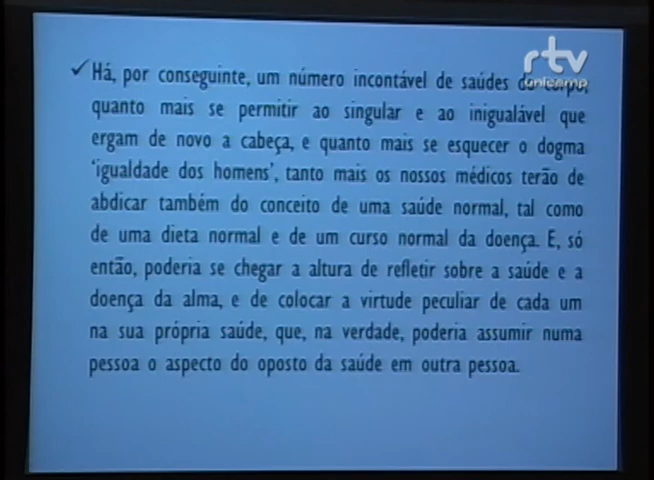 rtv
unicamp
✓ Há, por conseguinte, um número incontável de saúdes do corpo,
quanto mais se permitir ao singular e ao inigualável que
ergam de novo a cabeça, e quanto mais se esquecer o dogma
'igualdade dos homens', tanto mais os nossos médicos terão de
abdicar também do conceito de uma saúde normal, tal como
de uma dieta normal e de um curso normal da doença. E, só
então, poderia se chegar a altura de refletir sobre a saúde e a
doença da alma, e de colocar a virtude peculiar de cada um
na sua própria saúde, que, na verdade, poderia assumir numa
pessoa o aspecto do oposto da saúde em outra pessoa.